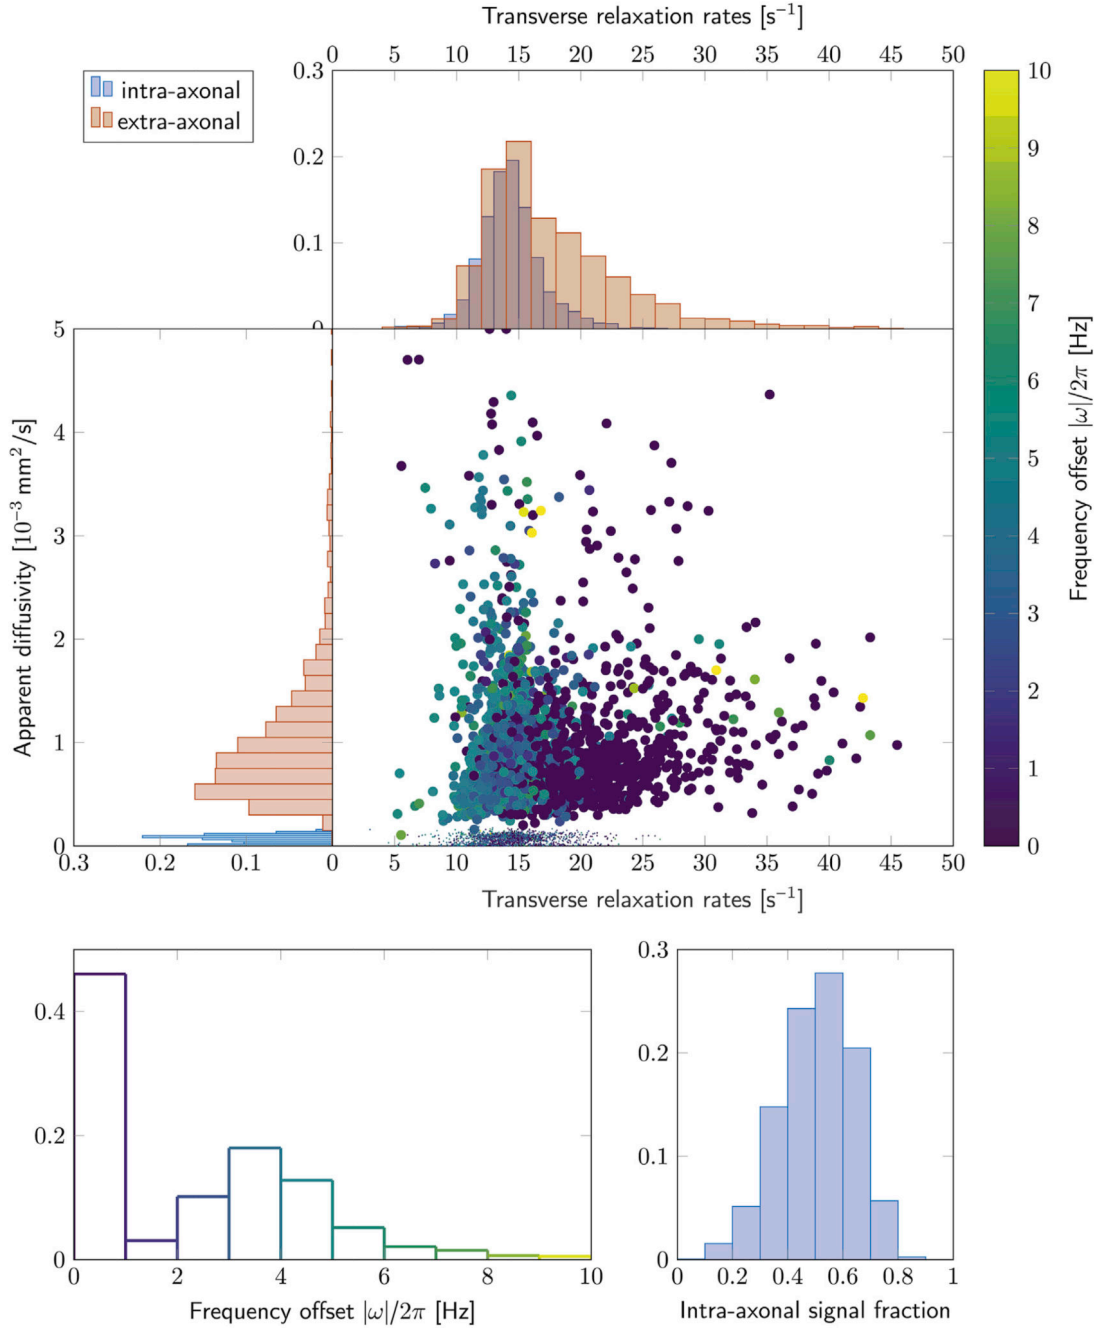 Transverse relaxation rates [s⁻¹]
0 5 10 15 20 25 30 35 40 45 50
intra-axonal
extra-axonal
0.3
0.2
0.1
0
10
9
8
7
6
5
4
3
2
1
0
Frequency offset |ω|/2π [Hz]
5
4
3
2
1
0
Apparent diffusivity [10⁻³ mm²/s]
0.3 0.2 0.1 0
5 10 15 20 25 30 35 40 45 50
Transverse relaxation rates [s⁻¹]
0.4
0.2
0
0 2 4 6 8 10
Frequency offset |ω|/2π [Hz]
0.3
0.2
0.1
0
0 0.2 0.4 0.6 0.8 1
Intra-axonal signal fraction